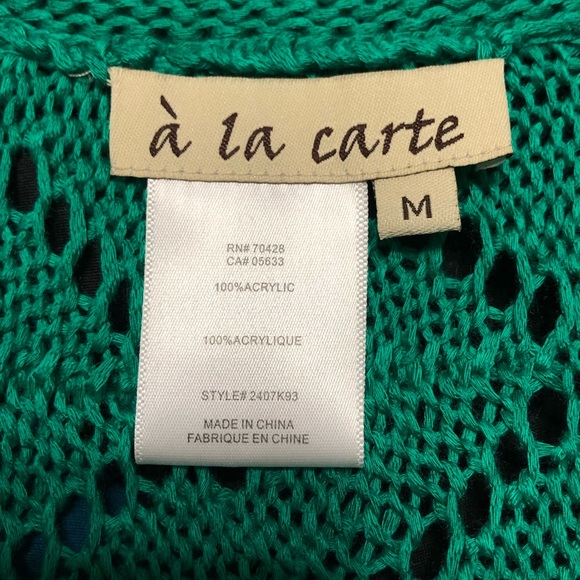 à la carte
M
RN# 70428
CA# 05633
100%ACRYLIC
100%ACRYLIQUE
STYLE# 2407K93
MADE IN CHINA
FABRIQUE EN CHINE